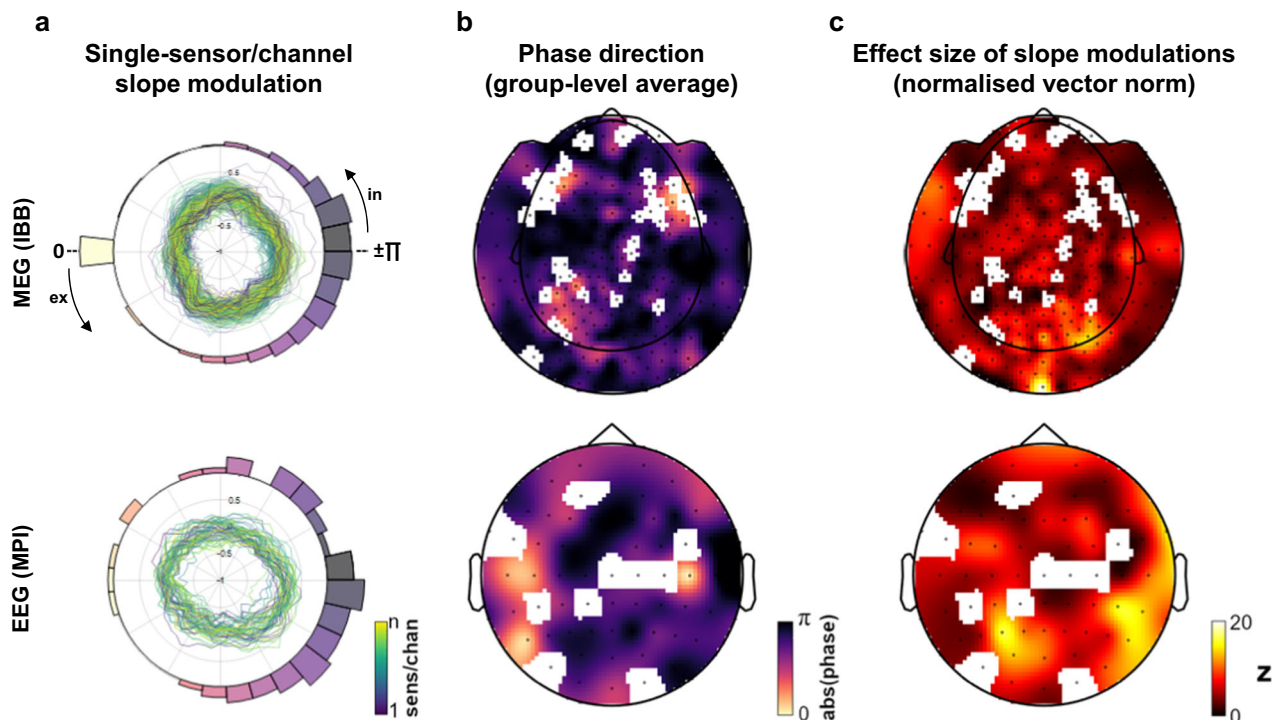 a
Single-sensor/channel
slope modulation
b
Phase direction
(group-level average)
c
Effect size of slope modulations
(normalised vector norm)
MEG (IBB)
0
ex
in
±∏
0.5
-0.5
-1
EEG (MPI)
0.5
-0.5
-1
n
1
sens/chan
π
0
abs(phase)
20
0
z